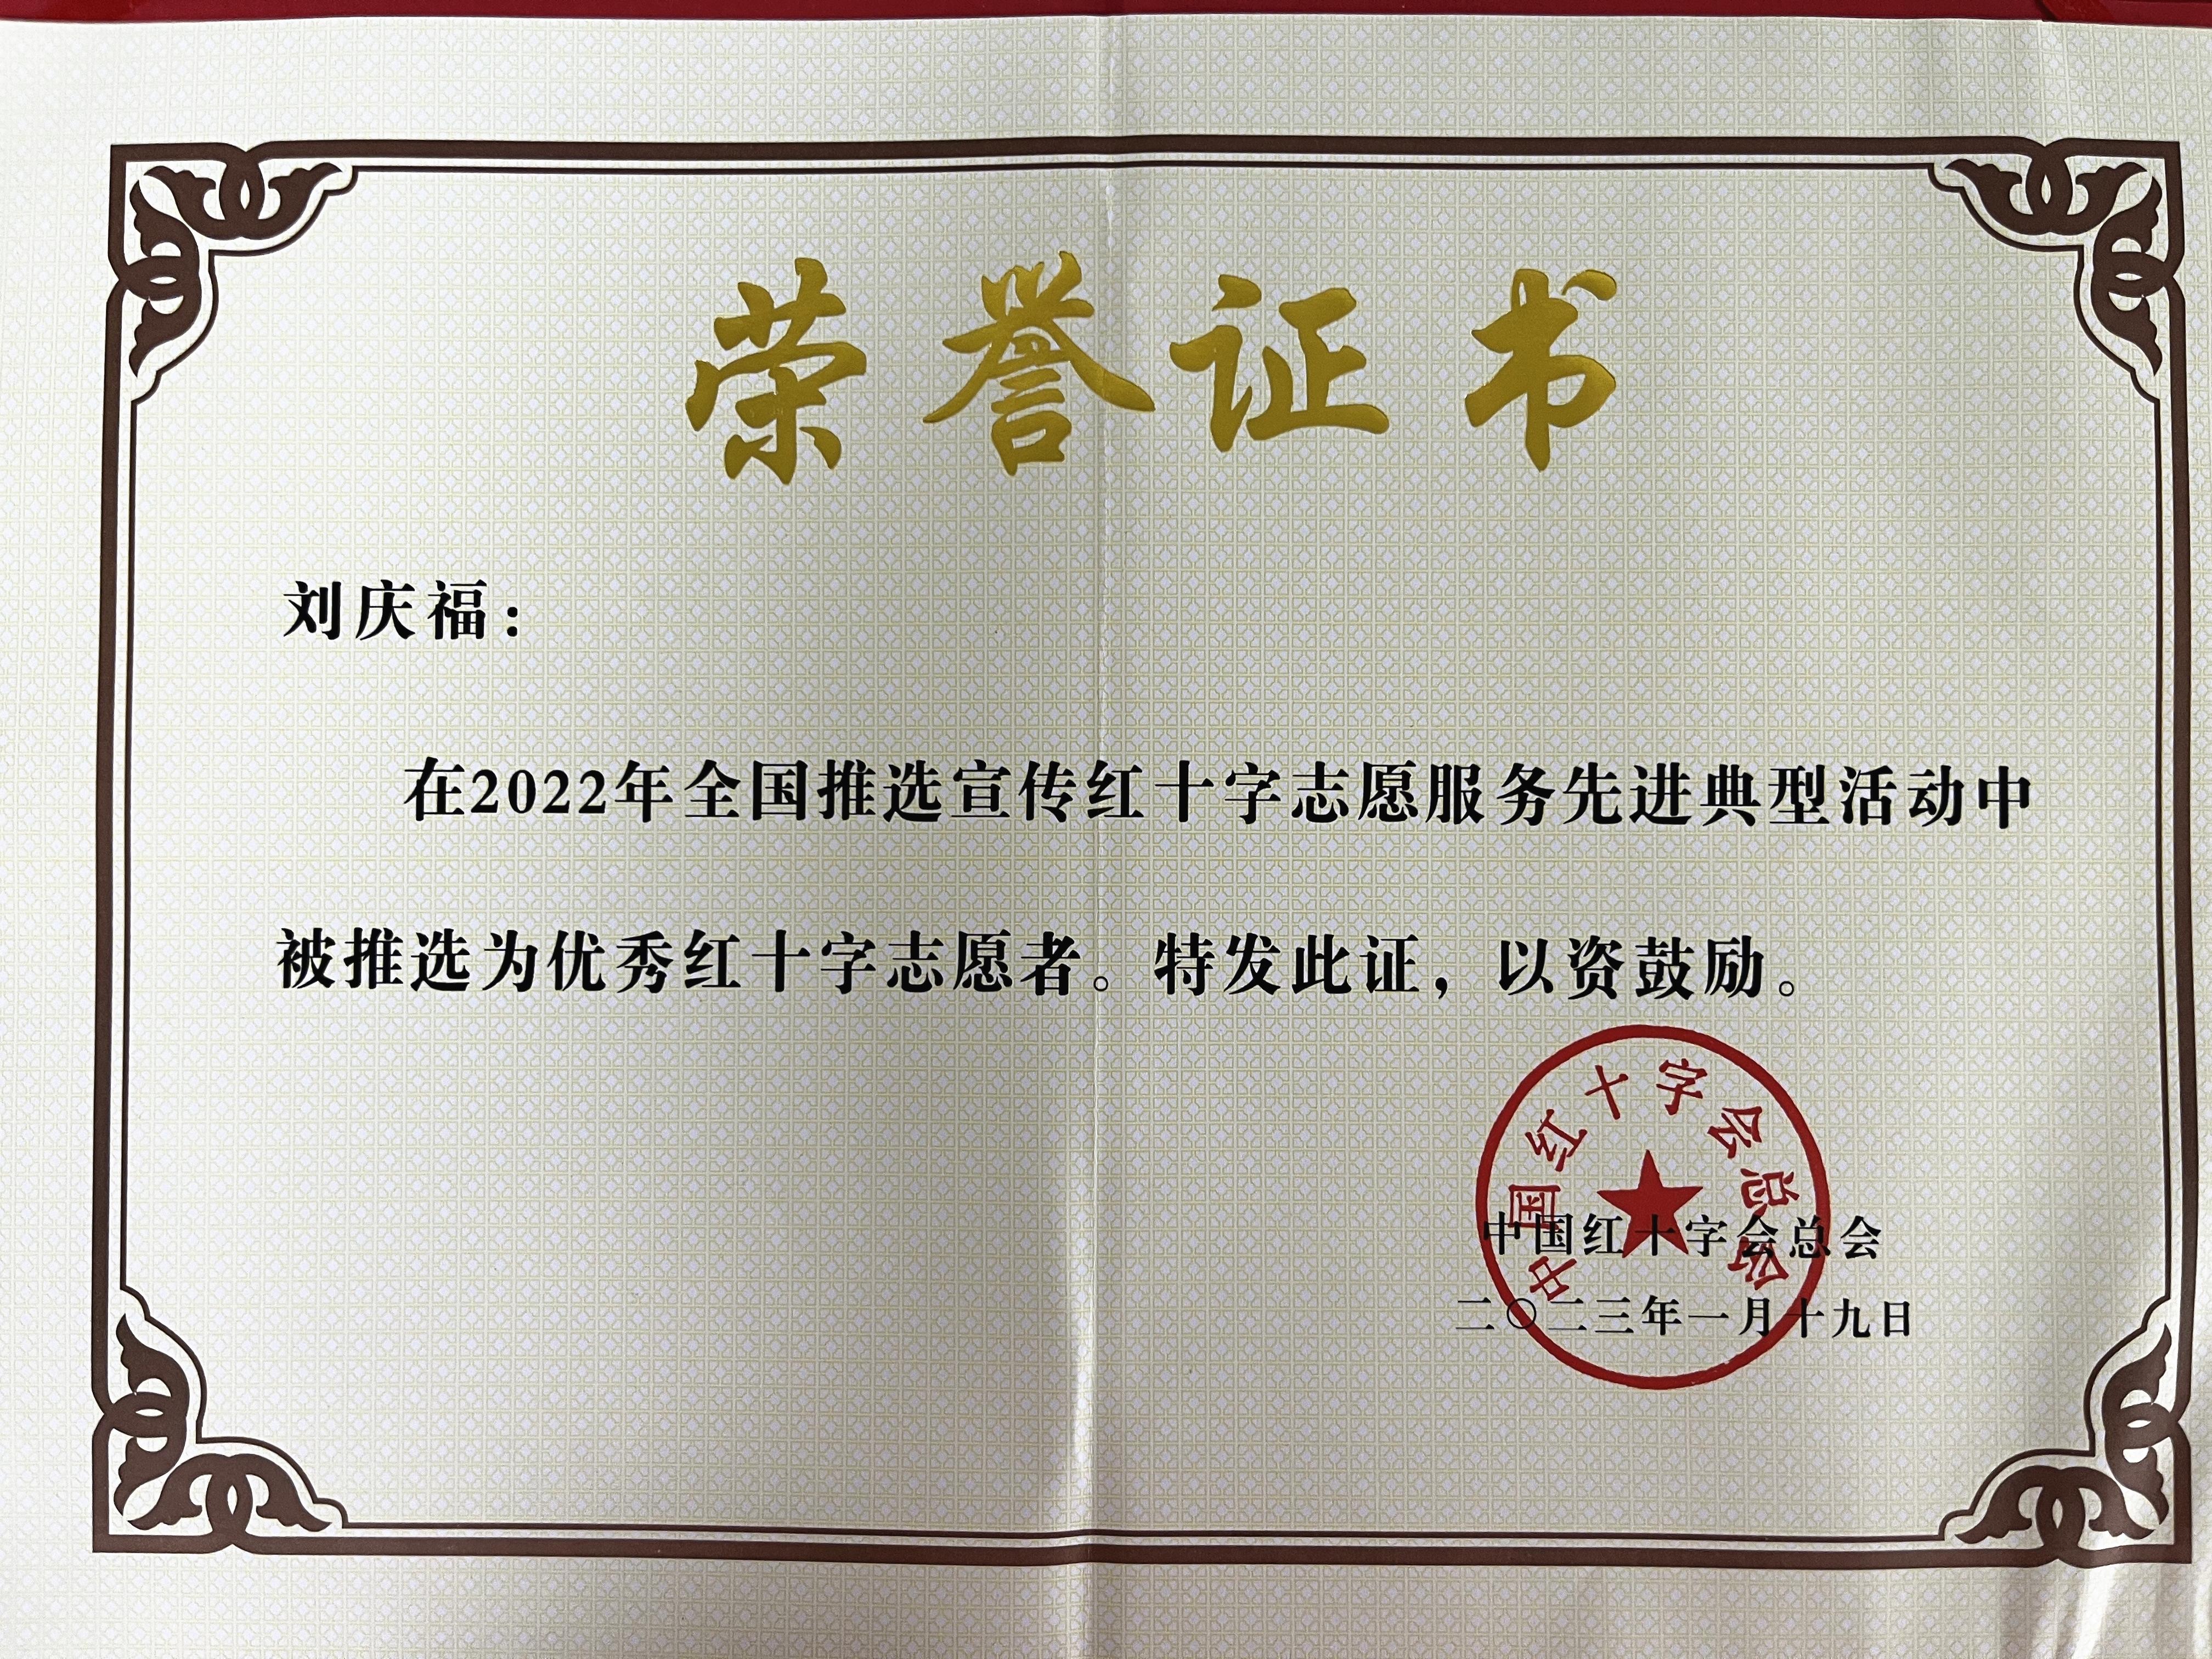 荣誉证书
刘庆福:
在2022年全国推选宣传红十字志愿服务先进典型活动中
被推选为优秀红十字志愿者。特发此证，以资鼓励。
中国红十字会总会
中国红十字会总会
二〇二三年一月十九日